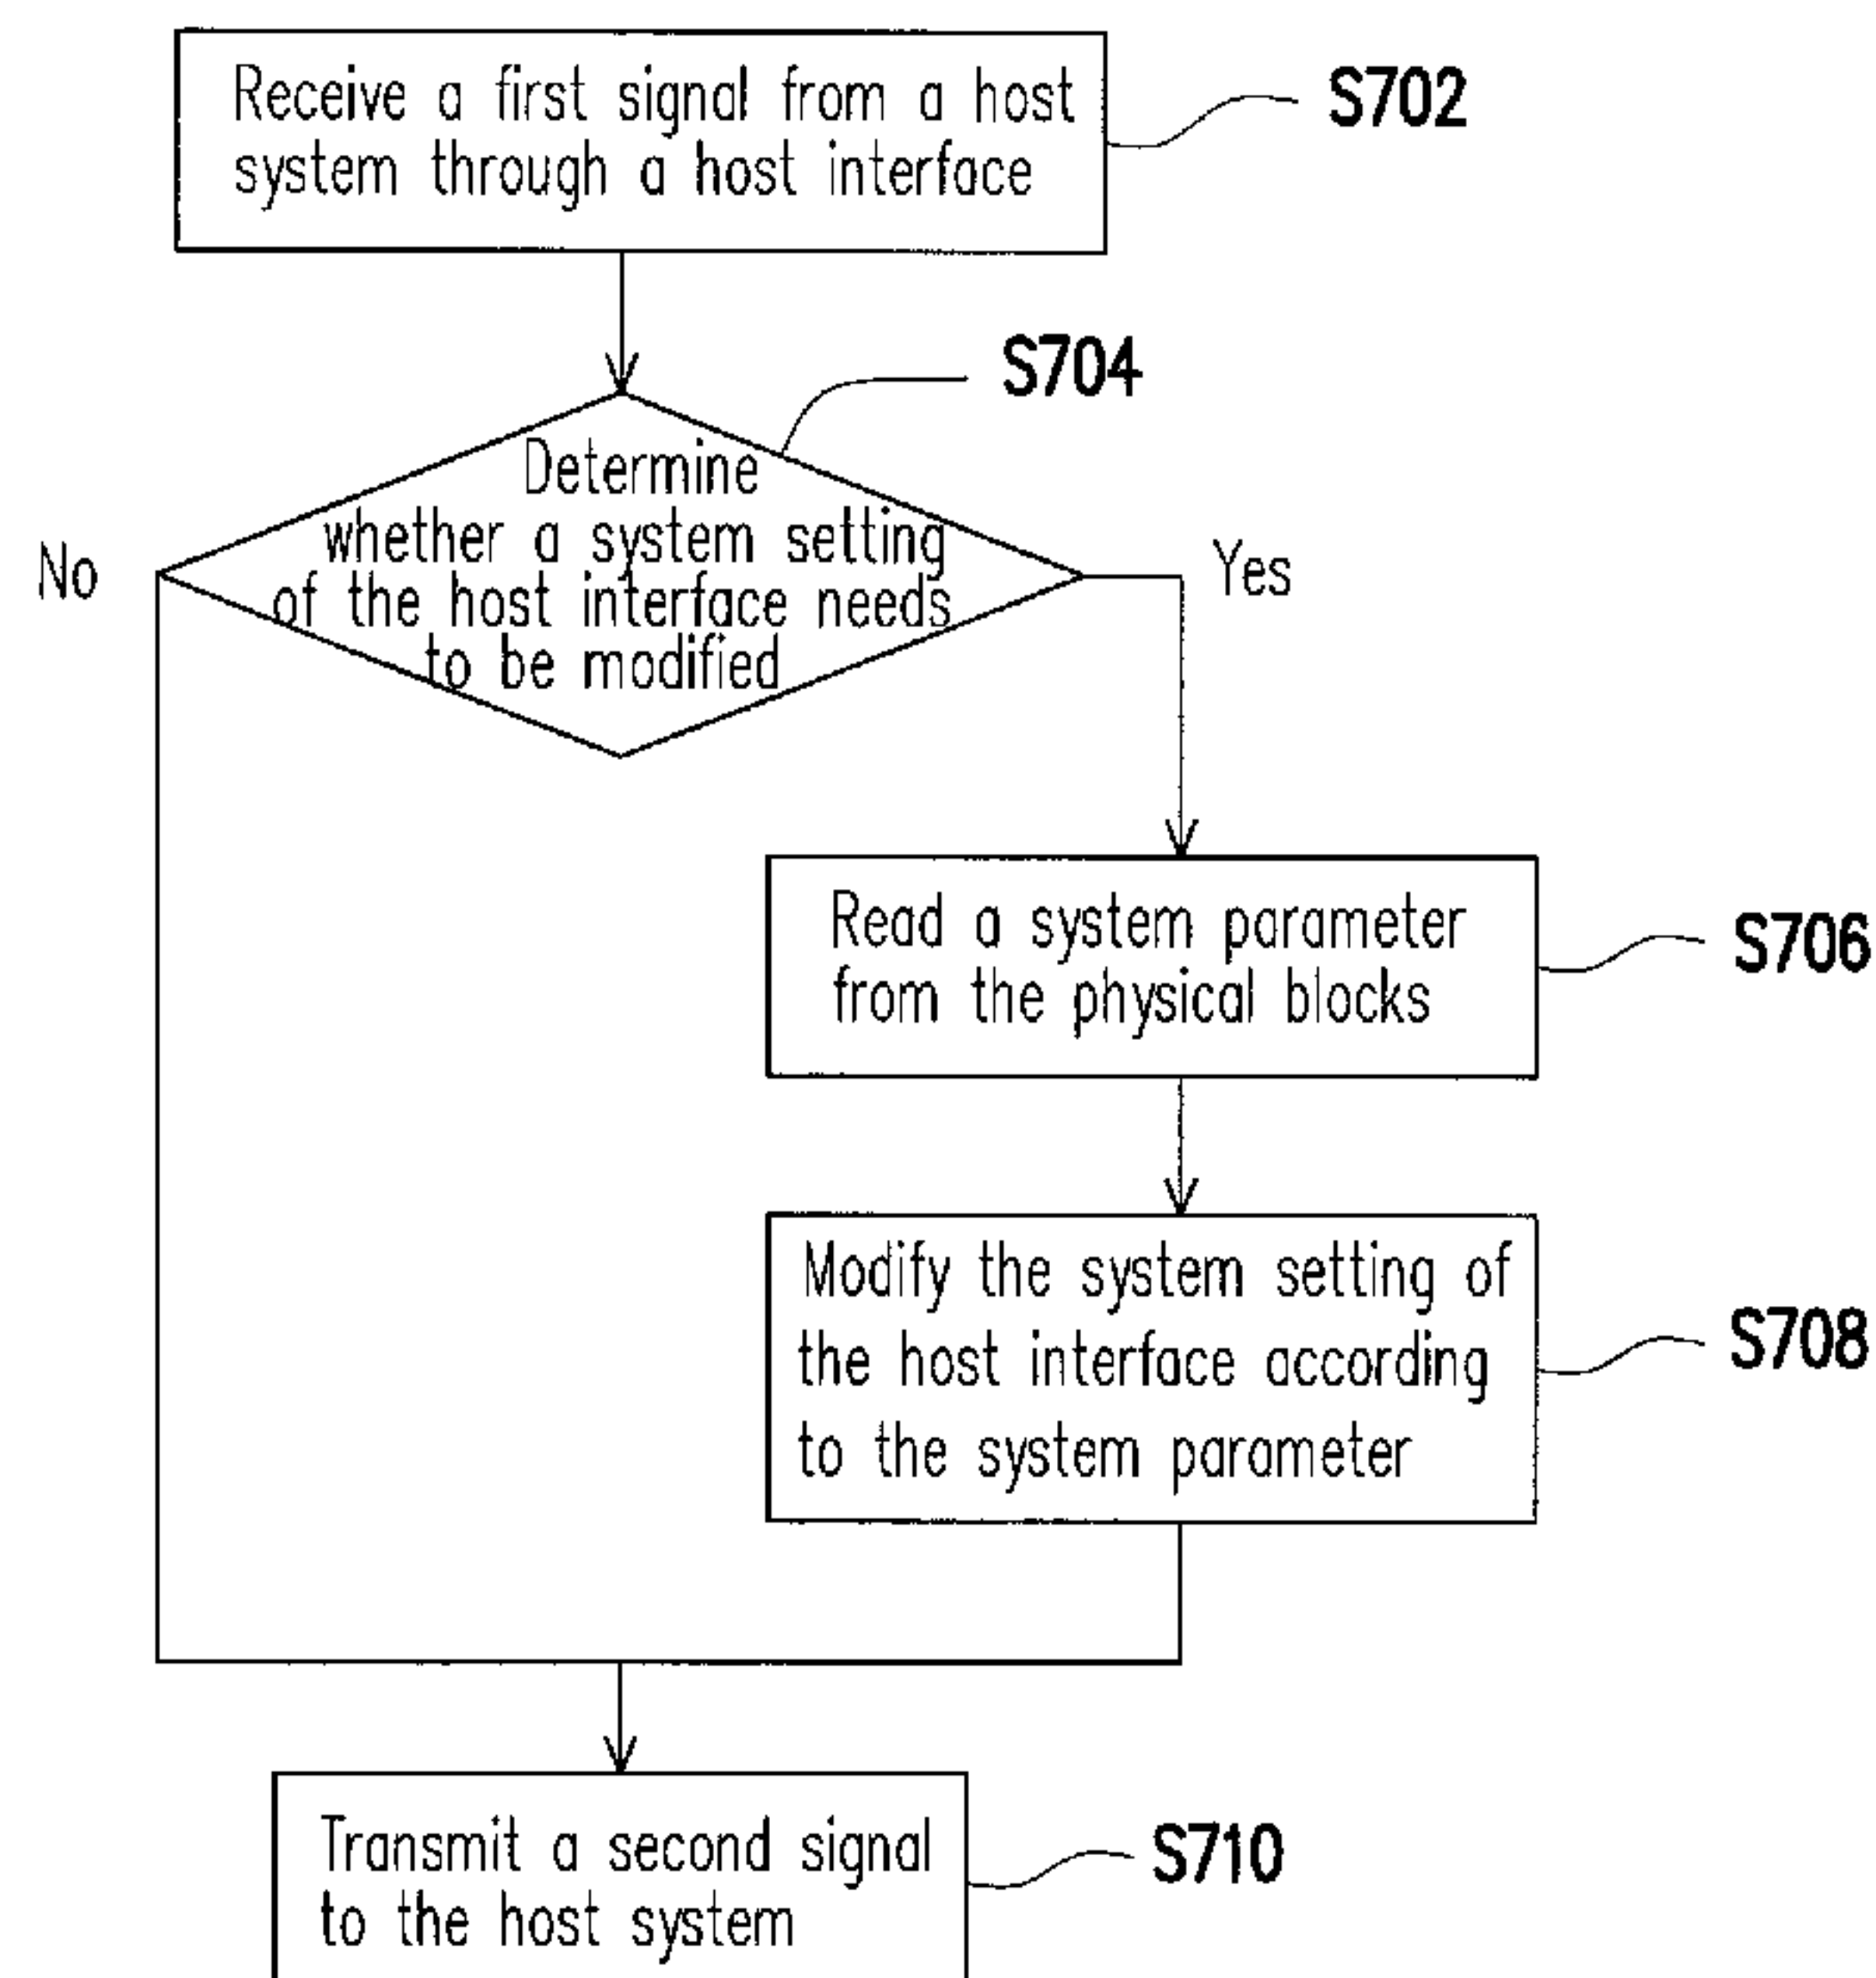 Receive a first signal from a host
system through a host interface
S702
S704
Determine
whether a system setting
of the host interface needs
to be modified
No
Yes
Read a system parameter
from the physical blocks
S706
Modify the system setting of
the host interface according
to the system parameter
S708
Transmit a second signal
to the host system
S710